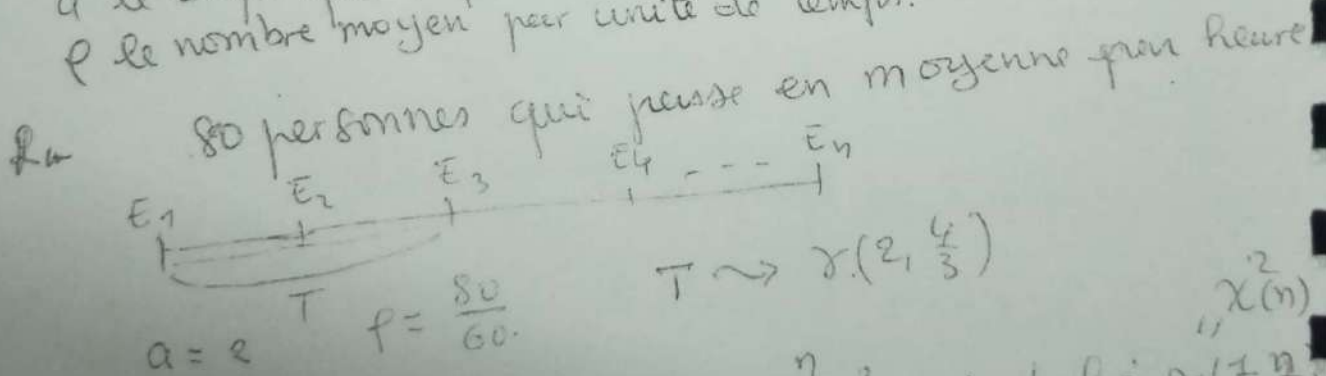 ρ le nombre moyen par unité de temps.
80 personnes qui passe en moyenne par heure
E1 E2 E3 E4 --- En
T
T ⇝ γ.(2, 4/3)
a = 2 ρ = 80/60.
χ²(n)